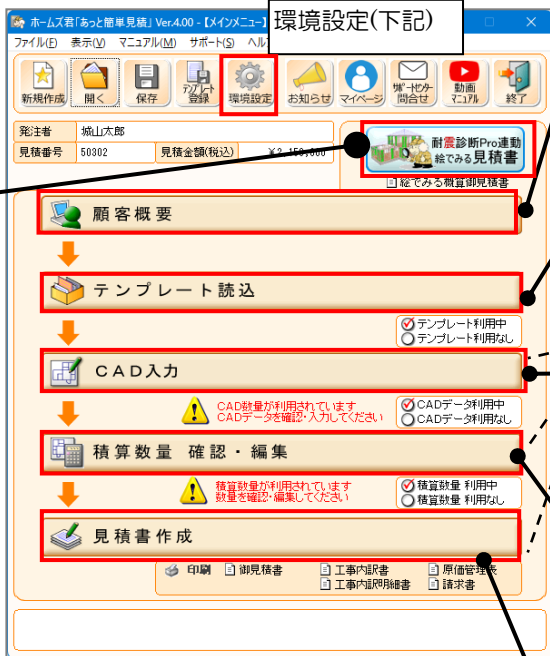 ホームズ君「あっと簡単見積」 Ver.4.00 - 【メインメニュー】
環境設定(下記)
ファイル(F) 表示(V) マニュアル(M) サポート(S) ヘル
新規作成 開く 保存 テンプレート登録 環境設定 お知らせ マイページ サポートセンター問合せ 動画マニュアル 終了
発注者 城山太郎
見積番号 50302 見積金額(税込)
耐震診断Pro連動
絵でみる見積書
絵でみる概算御見積書
顧客概要
テンプレート読込
テンプレート利用中
テンプレート利用なし
CAD入力
CAD数量が利用されています
CADデータを確認・入力してください
CADデータ利用中
CADデータ利用なし
積算数量 確認・編集
積算数量が利用されています
数量を確認・編集してください
積算数量 利用中
積算数量 利用なし
見積書作成
印刷 御見積書 工事内訳書 原価管理表
工事内訳明細書 請求書